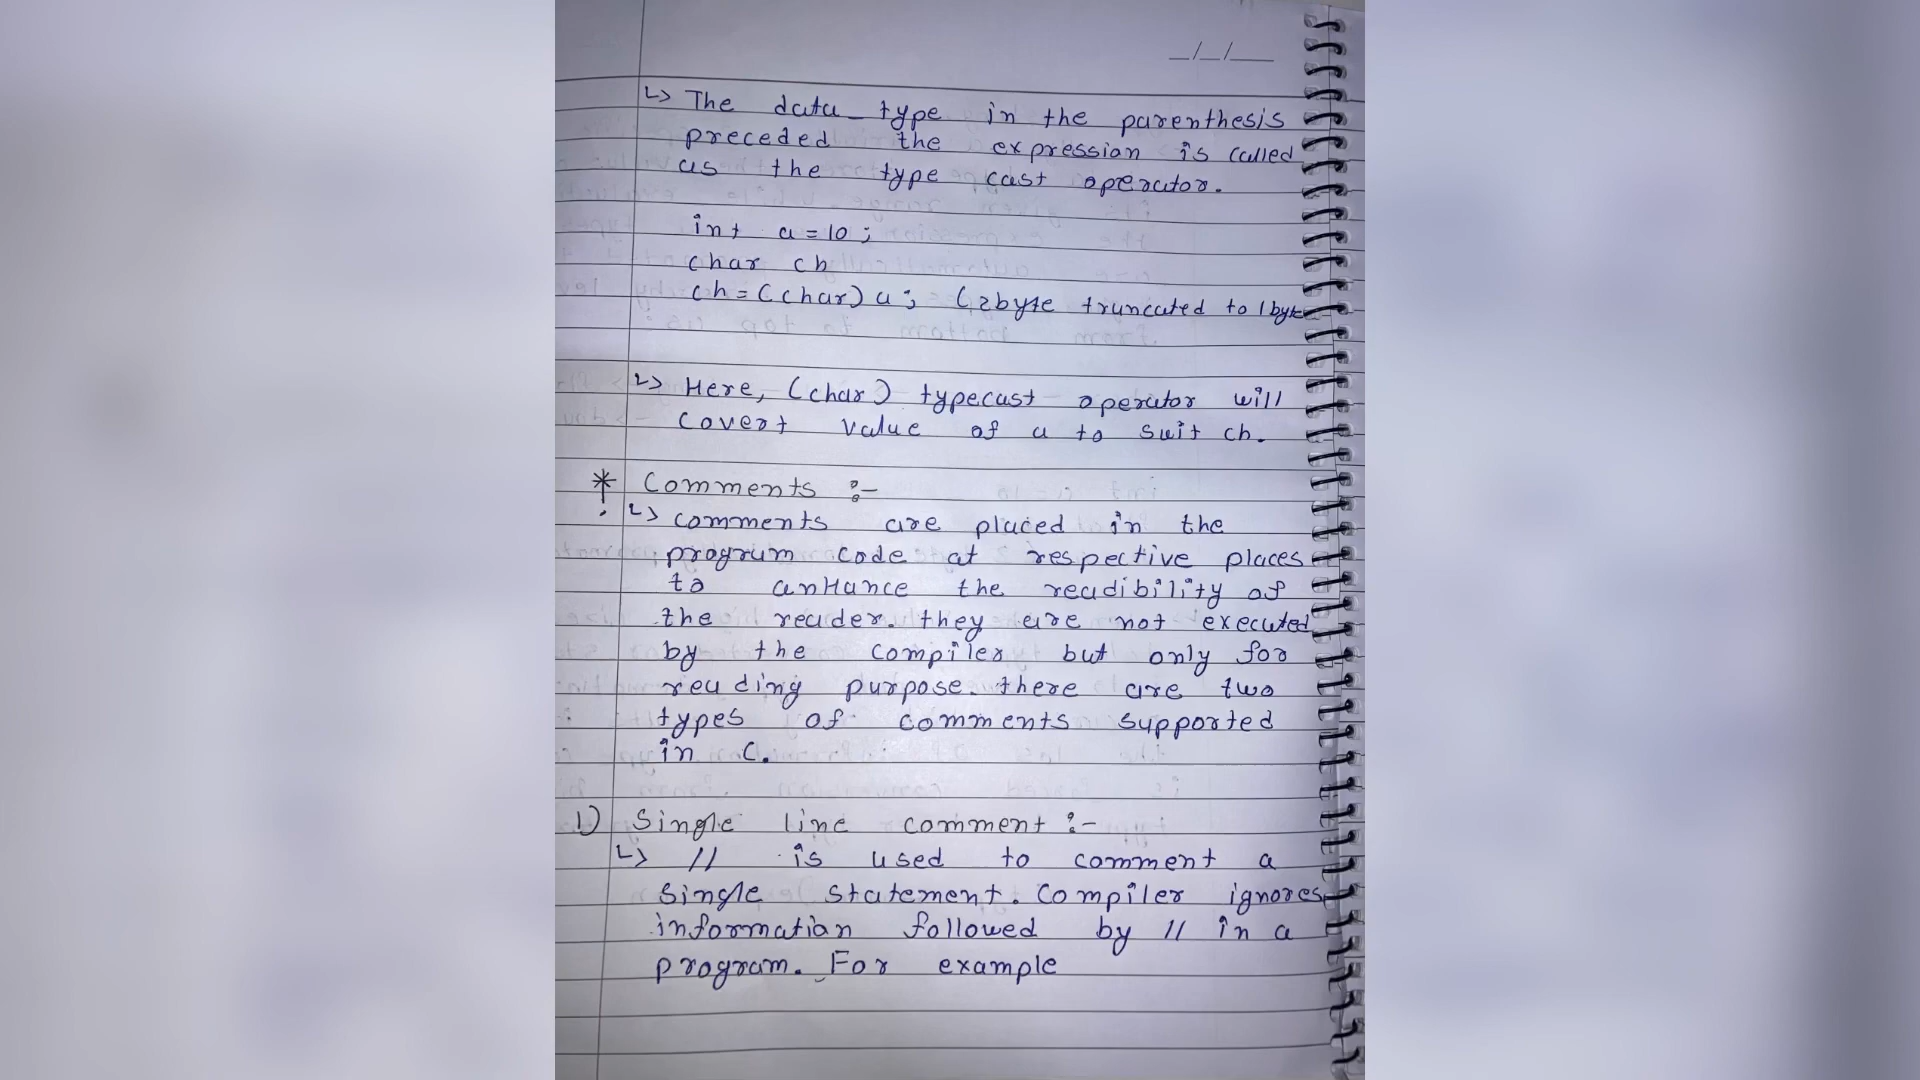 _/_/__
↳ The data type in the parenthesis
preceded the expression is called
as the type cast operator.
int a = 10 ;
char ch
ch = (char) a ; (2byte truncated to 1 byte
↳ Here, (char) typecast operator will
covert value of a to suit ch.
* Comments :-
↳ comments are placed in the
program code at respective places
to anHance the readibility of
the reader. they are not executed
by the compiler but only for
reading purpose. there are two
types of comments supported
in C.
1) Single line comment :-
↳ // is used to comment a
single statement. Compiler ignores
information followed by // in a
program. For example